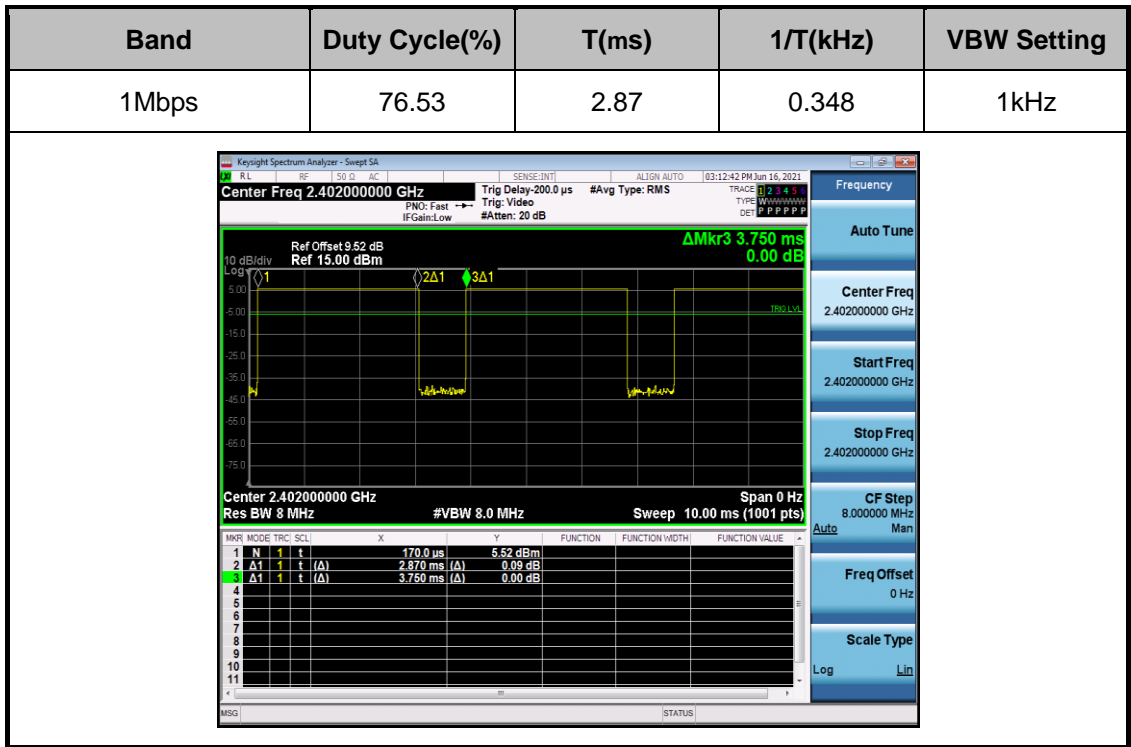 Band Duty Cycle(%) T(ms) 1/T(kHz) VBW Setting
1Mbps 76.53 2.87 0.348 1kHz
Keysight Spectrum Analyzer - Swept SA
RL RF 50 Ω AC SENSE:INT ALIGN AUTO 03:12:42 PM Jun 16, 2021
Center Freq 2.402000000 GHz
PNO: Fast
IFGain:Low
Trig Delay-200.0 µs
Trig: Video
#Atten: 20 dB
#Avg Type: RMS
TRACE 1 2 3 4 5 6
TYPE WWWWWW
DET P P P P P P
Frequency
Auto Tune
ΔMkr3 3.750 ms
0.00 dB
Ref Offset 9.52 dB
10 dB/div Ref 15.00 dBm
Log
1 2Δ1 3Δ1
5.00
-5.00
TRIG LVL
-15.0
-25.0
-35.0
-45.0
-55.0
-65.0
-75.0
Center 2.402000000 GHz Span 0 Hz
Res BW 8 MHz #VBW 8.0 MHz Sweep 10.00 ms (1001 pts)
MKR MODE TRC SCL X Y FUNCTION FUNCTION WIDTH FUNCTION VALUE
1 N 1 t 170.0 µs 5.52 dBm
2 Δ1 1 t (Δ) 2.870 ms (Δ) 0.09 dB
3 Δ1 1 t (Δ) 3.750 ms (Δ) 0.00 dB
4
5
6
7
8
9
10
11
Center Freq
2.402000000 GHz
Start Freq
2.402000000 GHz
Stop Freq
2.402000000 GHz
CF Step
8.000000 MHz
Auto Man
Freq Offset
0 Hz
Scale Type
Log Lin
MSG STATUS